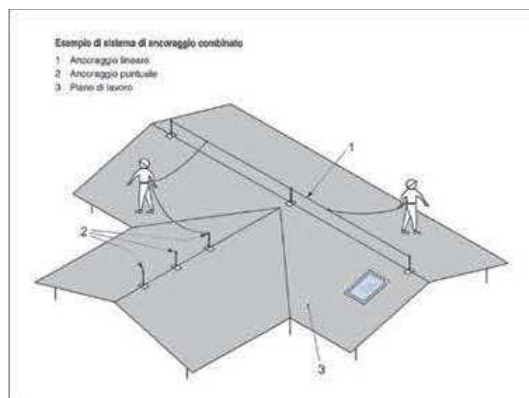 Esempio di sistema di ancoraggio combinato
1 Ancoraggio lineare
2 Ancoraggio puntuale
3 Piano di lavoro
1
2
3